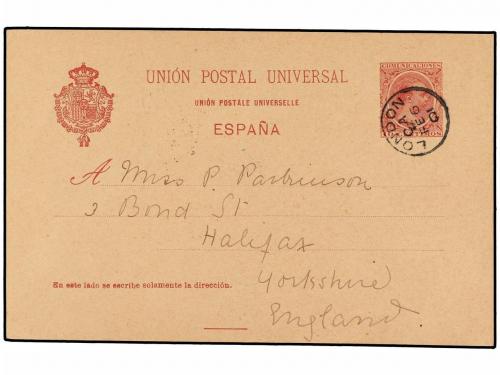 UNIÓN POSTAL UNIVERSAL
UNION POSTALE UNIVERSELLE
ESPAÑA
COMUNICACIONES
LONDON
A Miss P. Parkinson
3 Bond St
Halifax
Yorkshire
England.
En este lado se escribe solamente la dirección.